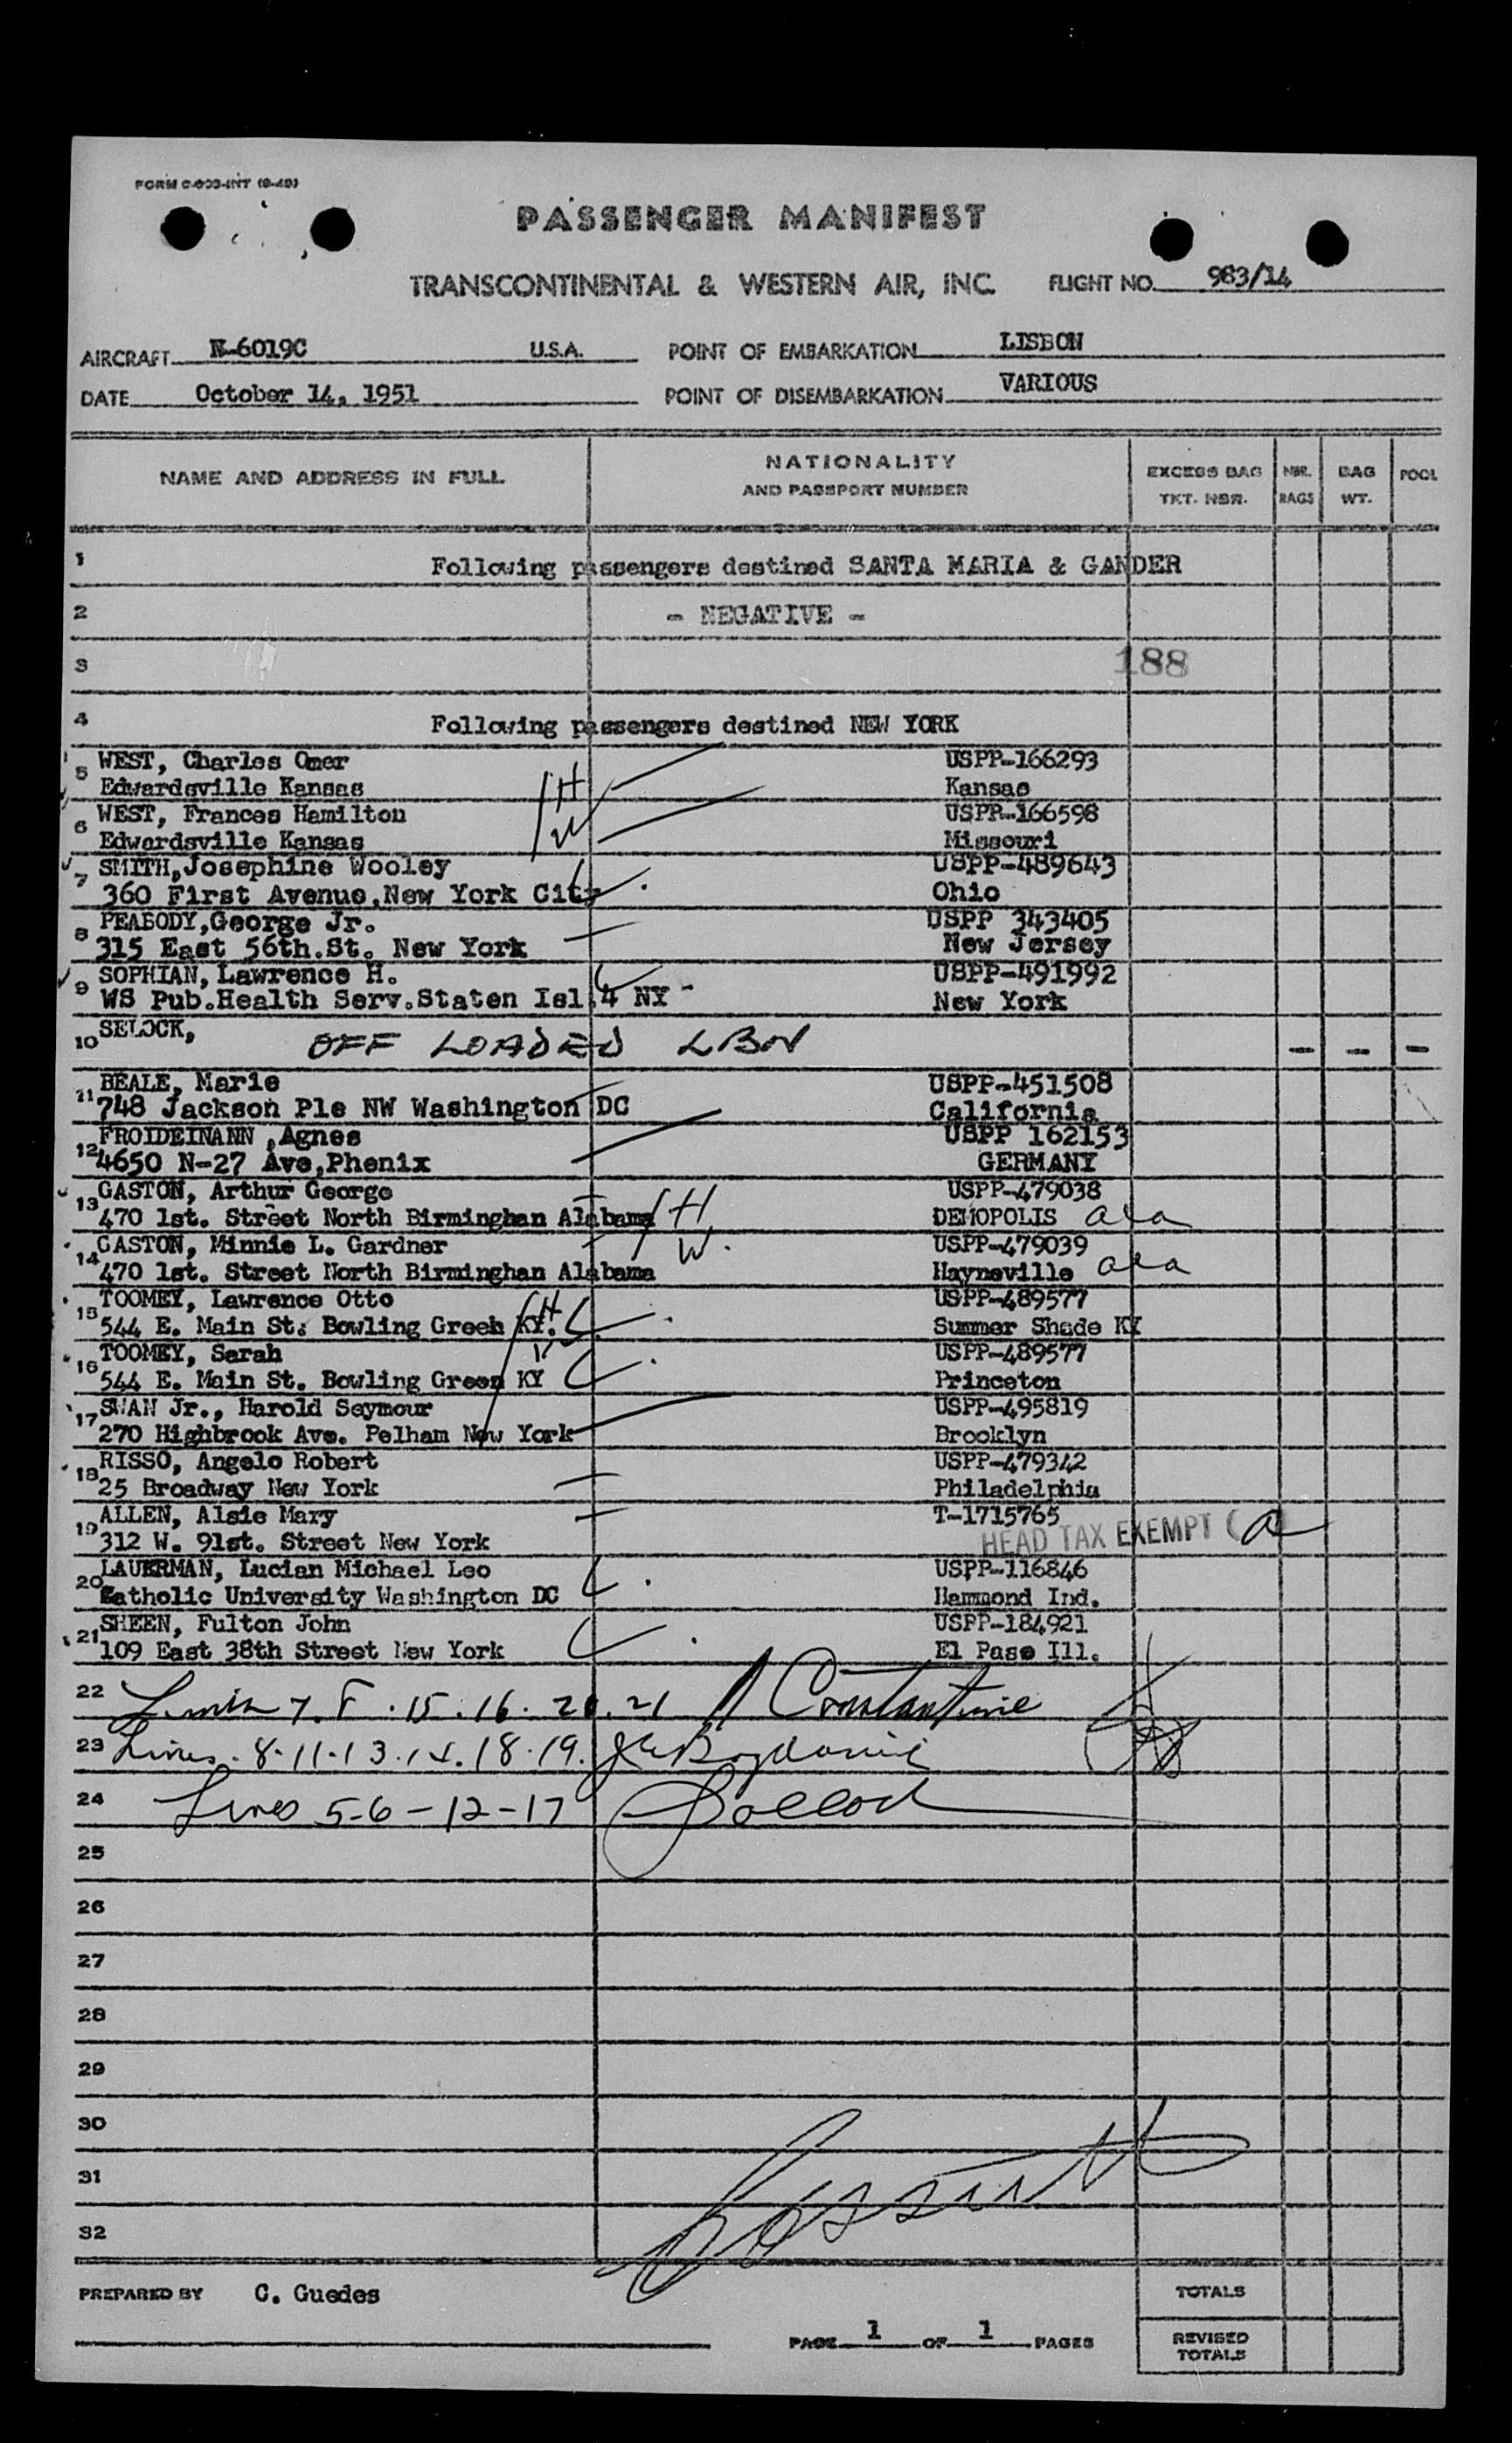 FORM C-603-INT (9-49)
PASSENGER MANIFEST
TRANSCONTINENTAL & WESTERN AIR, INC. FLIGHT NO. 983/14
AIRCRAFT N-6019C U.S.A. POINT OF EMBARKATION LISBON
DATE October 14, 1951 POINT OF DISEMBARKATION VARIOUS
NAME AND ADDRESS IN FULL NATIONALITY AND PASSPORT NUMBER EXCESS BAG TKT. NBR. NBR. BAGS BAG WT. POOL
1 Following passengers destined SANTA MARIA & GANDER
2 - NEGATIVE -
3 188
4 Following passengers destined NEW YORK
5 WEST, Charles Omer USPP-166293
Edwardsville Kansas H Kansas
6 WEST, Frances Hamilton USPP-166598
Edwardsville Kansas W Missouri
7 SMITH,Josephine Wooley USPP-489643
360 First Avenue,New York City Ohio
8 PEABODY,George Jr. USPP 343405
315 East 56th.St. New York New Jersey
9 SOPHIAN, Lawrence H. USPP-491992
WS Pub.Health Serv.Staten Isl.4 NY New York
10 SELOCK, OFF LOADED LBN - - -
11 BEALE, Marie USPP-451508
748 Jackson Ple NW Washington DC California
12 FROIDEINANN ,Agnes USPP 162153
4650 N-27 Ave,Phenix GERMANY
13 GASTON, Arthur George USPP-479038
470 1st. Street North Birminghan Alabama H DEMOPOLIS ala
14 GASTON, Minnie L. Gardner W. USPP-479039
470 1st. Street North Birminghan Alabama Hayneville ala
15 TOOMEY, Lawrence Otto H USPP-489577
544 E. Main St. Bowling Green KY. Summer Shade KY
16 TOOMEY, Sarah USPP-489577
544 E. Main St. Bowling Green KY Princeton
17 SWAN Jr., Harold Seymour USPP-495819
270 Highbrook Ave. Pelham New York Brooklyn
18 RISSO, Angelo Robert USPP-479342
25 Broadway New York Philadelphia
19 ALLEN, Alsie Mary T-1715765
312 W. 91st. Street New York HEAD TAX EXEMPT (a
20 LAUERMAN, Lucian Michael Leo USPP-116846
Catholic University Washington DC Hammond Ind.
21 SHEEN, Fulton John USPP-184921
109 East 38th Street New York El Paso Ill.
22 7. 15. 16. 20. 21 Constantine
23 Lines. 8-11-13.14.18.19.
24 Lines 5-6-12-17
25
26
27
28
29
30
31
32
PREPARED BY C. Guedes TOTALS
PAGE 1 OF 1 PAGES REVISED TOTALS